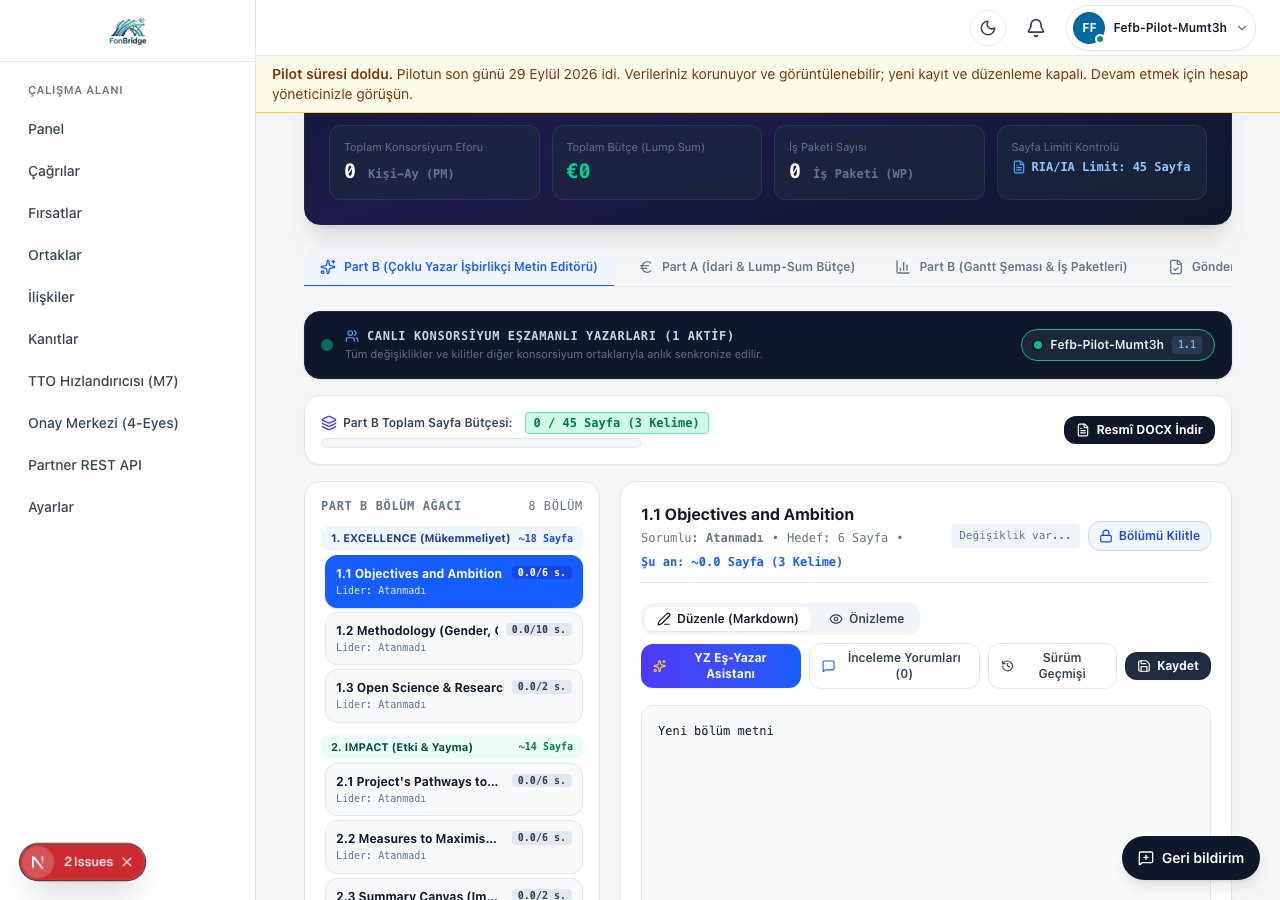 FonBridge
FF
Fefb-Pilot-Mumt3h
Pilot süresi doldu. Pilotun son günü 29 Eylül 2026 idi. Verileriniz korunuyor ve görüntülenebilir; yeni kayıt ve düzenleme kapalı. Devam etmek için hesap
yöneticinizle görüşün.
ÇALIŞMA ALANI
Panel
Çağrılar
Fırsatlar
Ortaklar
İlişkiler
Kanıtlar
TTO Hızlandırıcısı (M7)
Onay Merkezi (4-Eyes)
Partner REST API
Ayarlar
2 Issues
Toplam Konsorsiyum Eforu
0 Kişi-Ay (PM)
Toplam Bütçe (Lump Sum)
€0
İş Paketi Sayısı
0 İş Paketi (WP)
Sayfa Limiti Kontrolü
RIA/IA Limit: 45 Sayfa
Part B (Çoklu Yazar İşbirlikçi Metin Editörü)
Part A (İdari & Lump-Sum Bütçe)
Part B (Gantt Şeması & İş Paketleri)
Gönder
CANLI KONSORSİYUM EŞZAMANLI YAZARLARI (1 AKTİF)
Tüm değişiklikler ve kilitler diğer konsorsiyum ortaklarıyla anlık senkronize edilir.
Fefb-Pilot-Mumt3h 1.1
Part B Toplam Sayfa Bütçesi: 0 / 45 Sayfa (3 Kelime)
Resmî DOCX İndir
PART B BÖLÜM AĞACI 8 BÖLÜM
1. EXCELLENCE (Mükemmeliyet) ~18 Sayfa
1.1 Objectives and Ambition 0.0/6 s.
Lider: Atanmadı
1.2 Methodology (Gender, 0.0/10 s.
Lider: Atanmadı
1.3 Open Science & Researc 0.0/2 s.
Lider: Atanmadı
2. IMPACT (Etki & Yayma) ~14 Sayfa
2.1 Project's Pathways to... 0.0/6 s.
Lider: Atanmadı
2.2 Measures to Maximis... 0.0/6 s.
Lider: Atanmadı
2.3 Summary Canvas (Im... 0.0/2 s.
1.1 Objectives and Ambition
Sorumlu: Atanmadı • Hedef: 6 Sayfa •
Şu an: ~0.0 Sayfa (3 Kelime)
Değişiklik var...
Bölümü Kilitle
Düzenle (Markdown)
Önizleme
YZ Eş-Yazar
Asistanı
İnceleme Yorumları
(0)
Sürüm
Geçmişi
Kaydet
Yeni bölüm metni
Geri bildirim